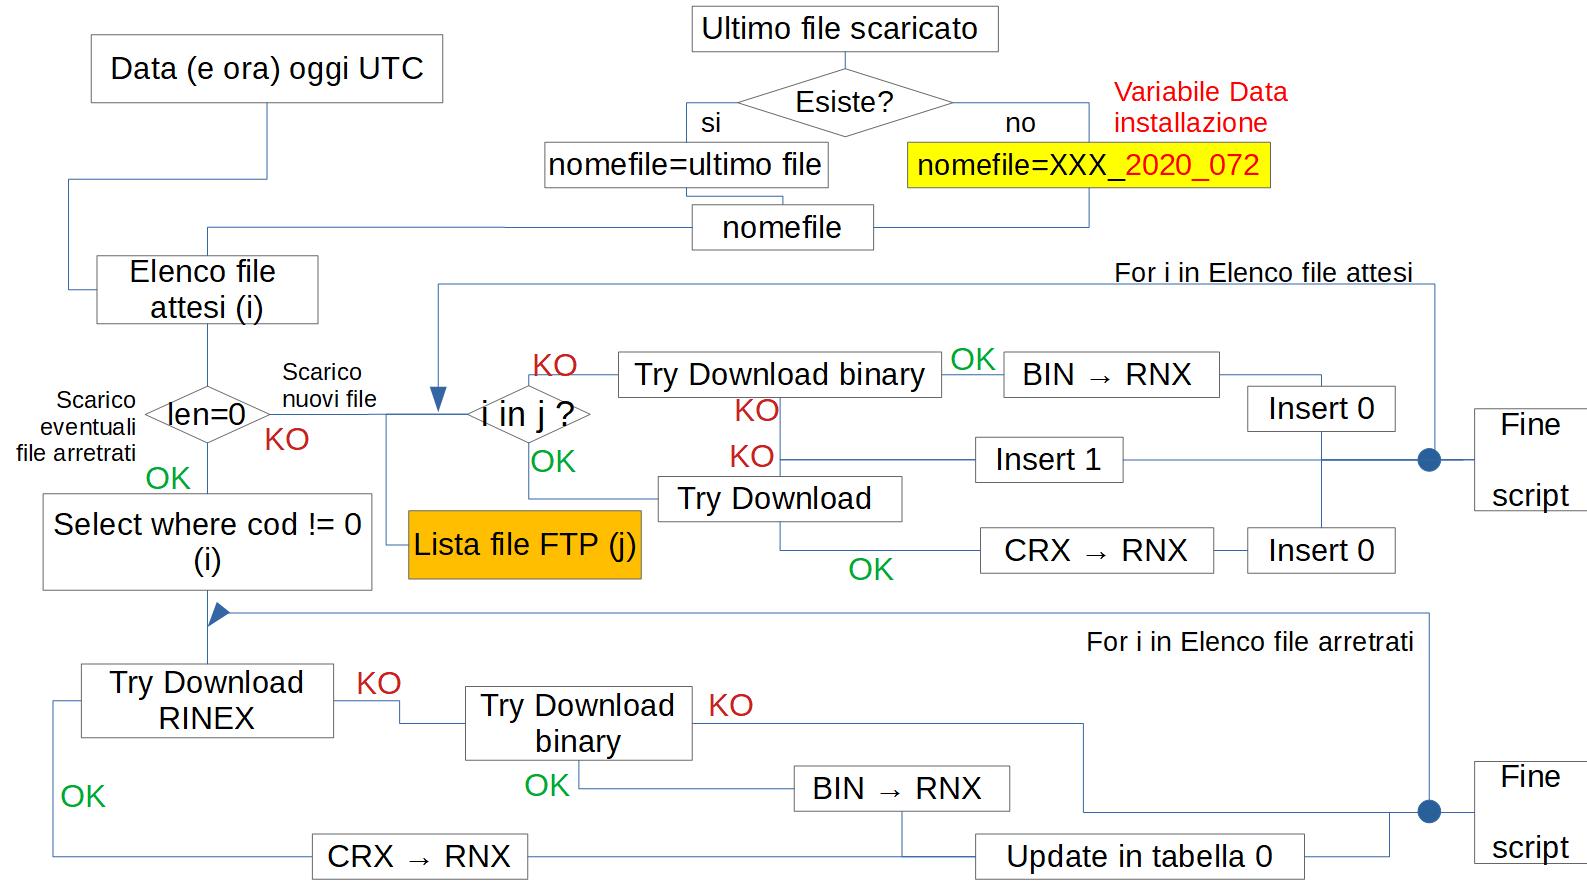 Ultimo file scaricato
Data (e ora) oggi UTC
Esiste?
Variabile Data
installazione
si
no
nomefile=ultimo file
nomefile=XXX_2020_072
nomefile
Elenco file
attesi (i)
For i in Elenco file attesi
Scarico
nuovi file
KO
Try Download binary
OK
BIN → RNX
Scarico
eventuali
file arretrati
len=0
KO
i in j ?
KO
Insert 0
Fine
script
OK
OK
KO
Insert 1
Try Download
Select where cod != 0
(i)
Lista file FTP (j)
OK
CRX → RNX
Insert 0
For i in Elenco file arretrati
Try Download
RINEX
KO
Try Download
binary
KO
OK
OK
BIN → RNX
Fine
script
CRX → RNX
Update in tabella 0